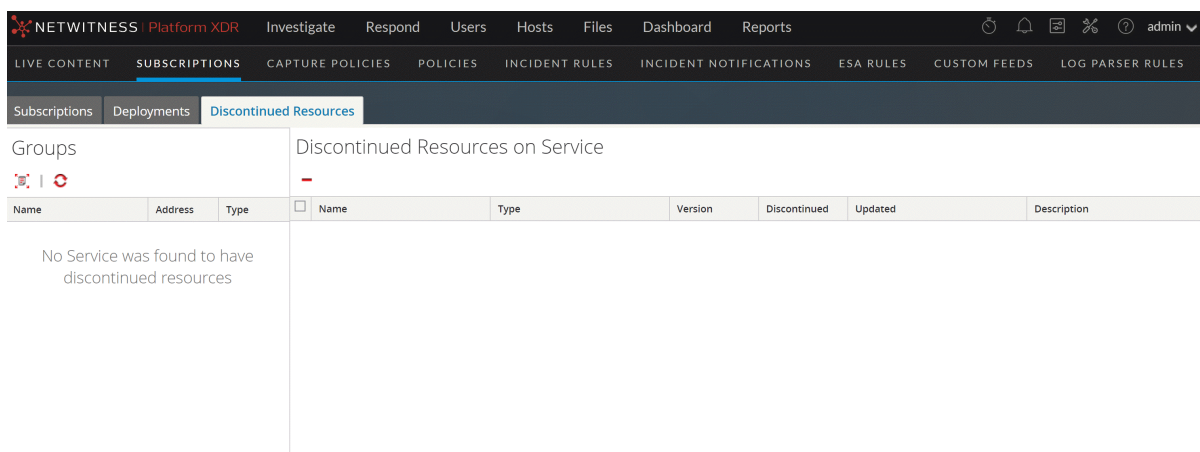 NETWITNESS | Platform XDR Investigate Respond Users Hosts Files Dashboard Reports admin
LIVE CONTENT SUBSCRIPTIONS CAPTURE POLICIES POLICIES INCIDENT RULES INCIDENT NOTIFICATIONS ESA RULES CUSTOM FEEDS LOG PARSER RULES
Subscriptions Deployments Discontinued Resources
Groups
Name Address Type
No Service was found to have
discontinued resources
Discontinued Resources on Service
Name Type Version Discontinued Updated Description